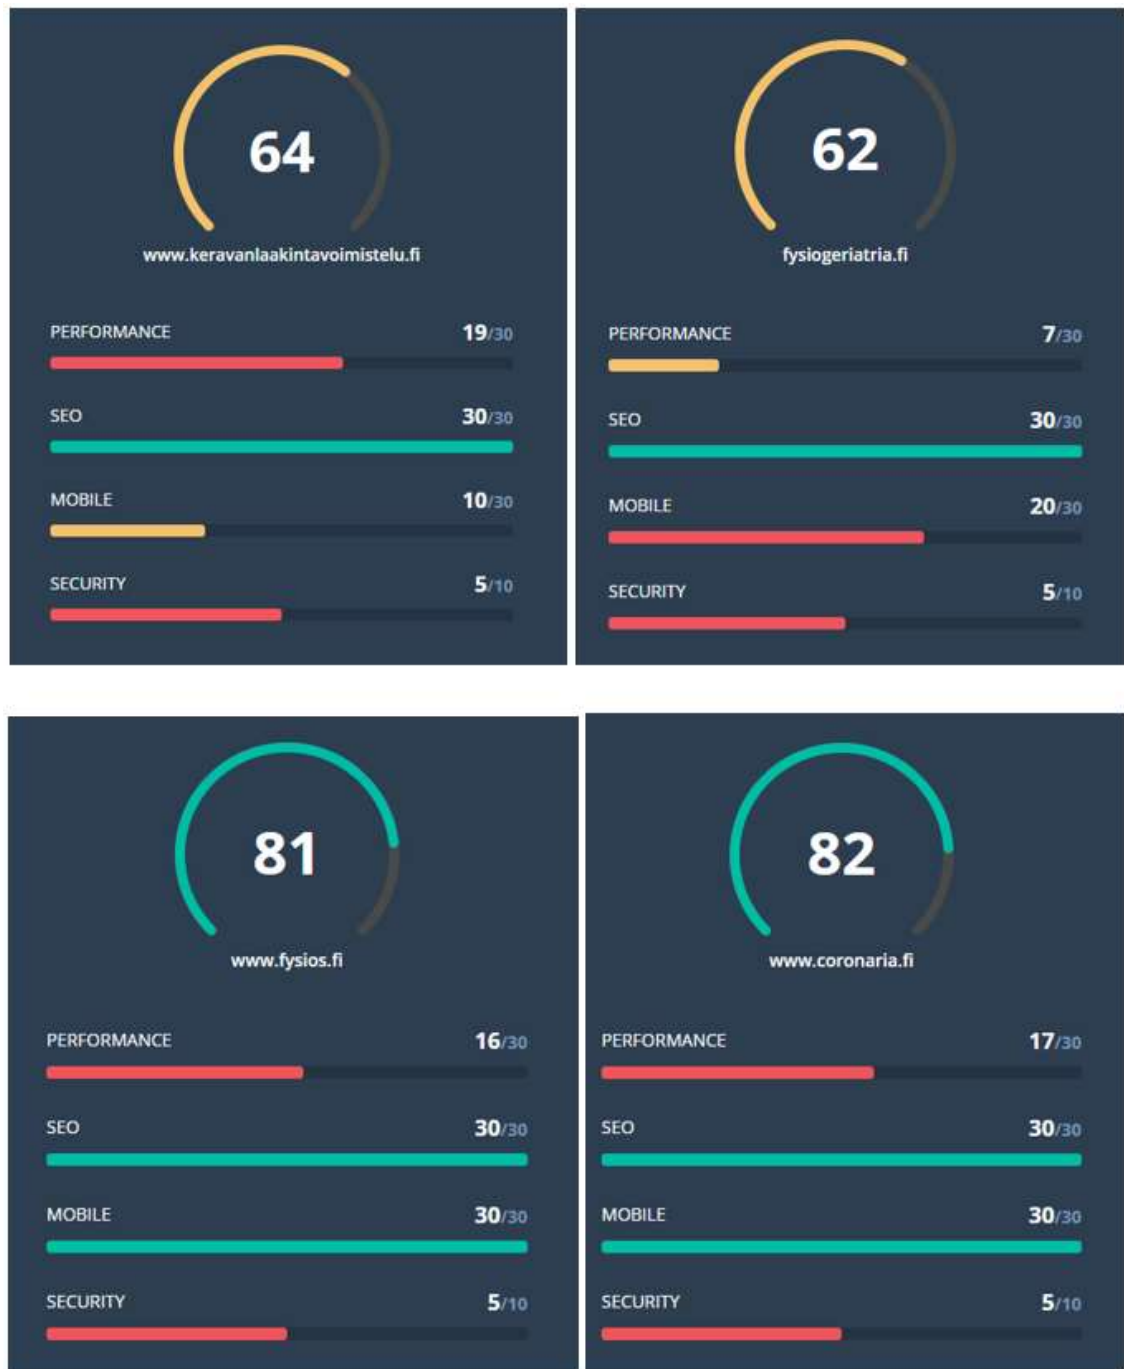 64
www.keravanlaakintavoimistelu.fi
PERFORMANCE 19/30
SEO 30/30
MOBILE 10/30
SECURITY 5/10
62
fysiogeriatria.fi
PERFORMANCE 7/30
SEO 30/30
MOBILE 20/30
SECURITY 5/10
81
www.fysios.fi
PERFORMANCE 16/30
SEO 30/30
MOBILE 30/30
SECURITY 5/10
82
www.coronaria.fi
PERFORMANCE 17/30
SEO 30/30
MOBILE 30/30
SECURITY 5/10